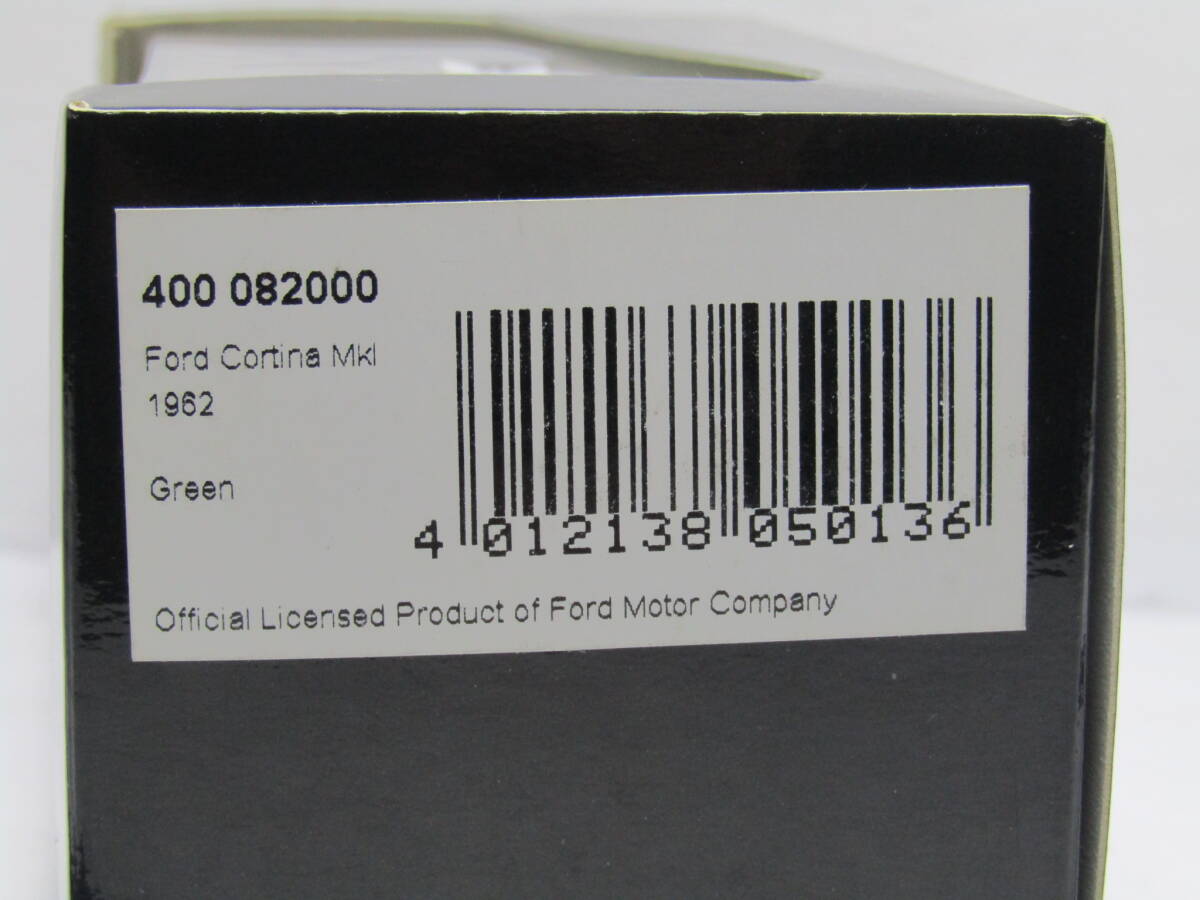 400 082000
Ford Cortina MkI
1962
Green
4 012138 050136
Official Licensed Product of Ford Motor Company